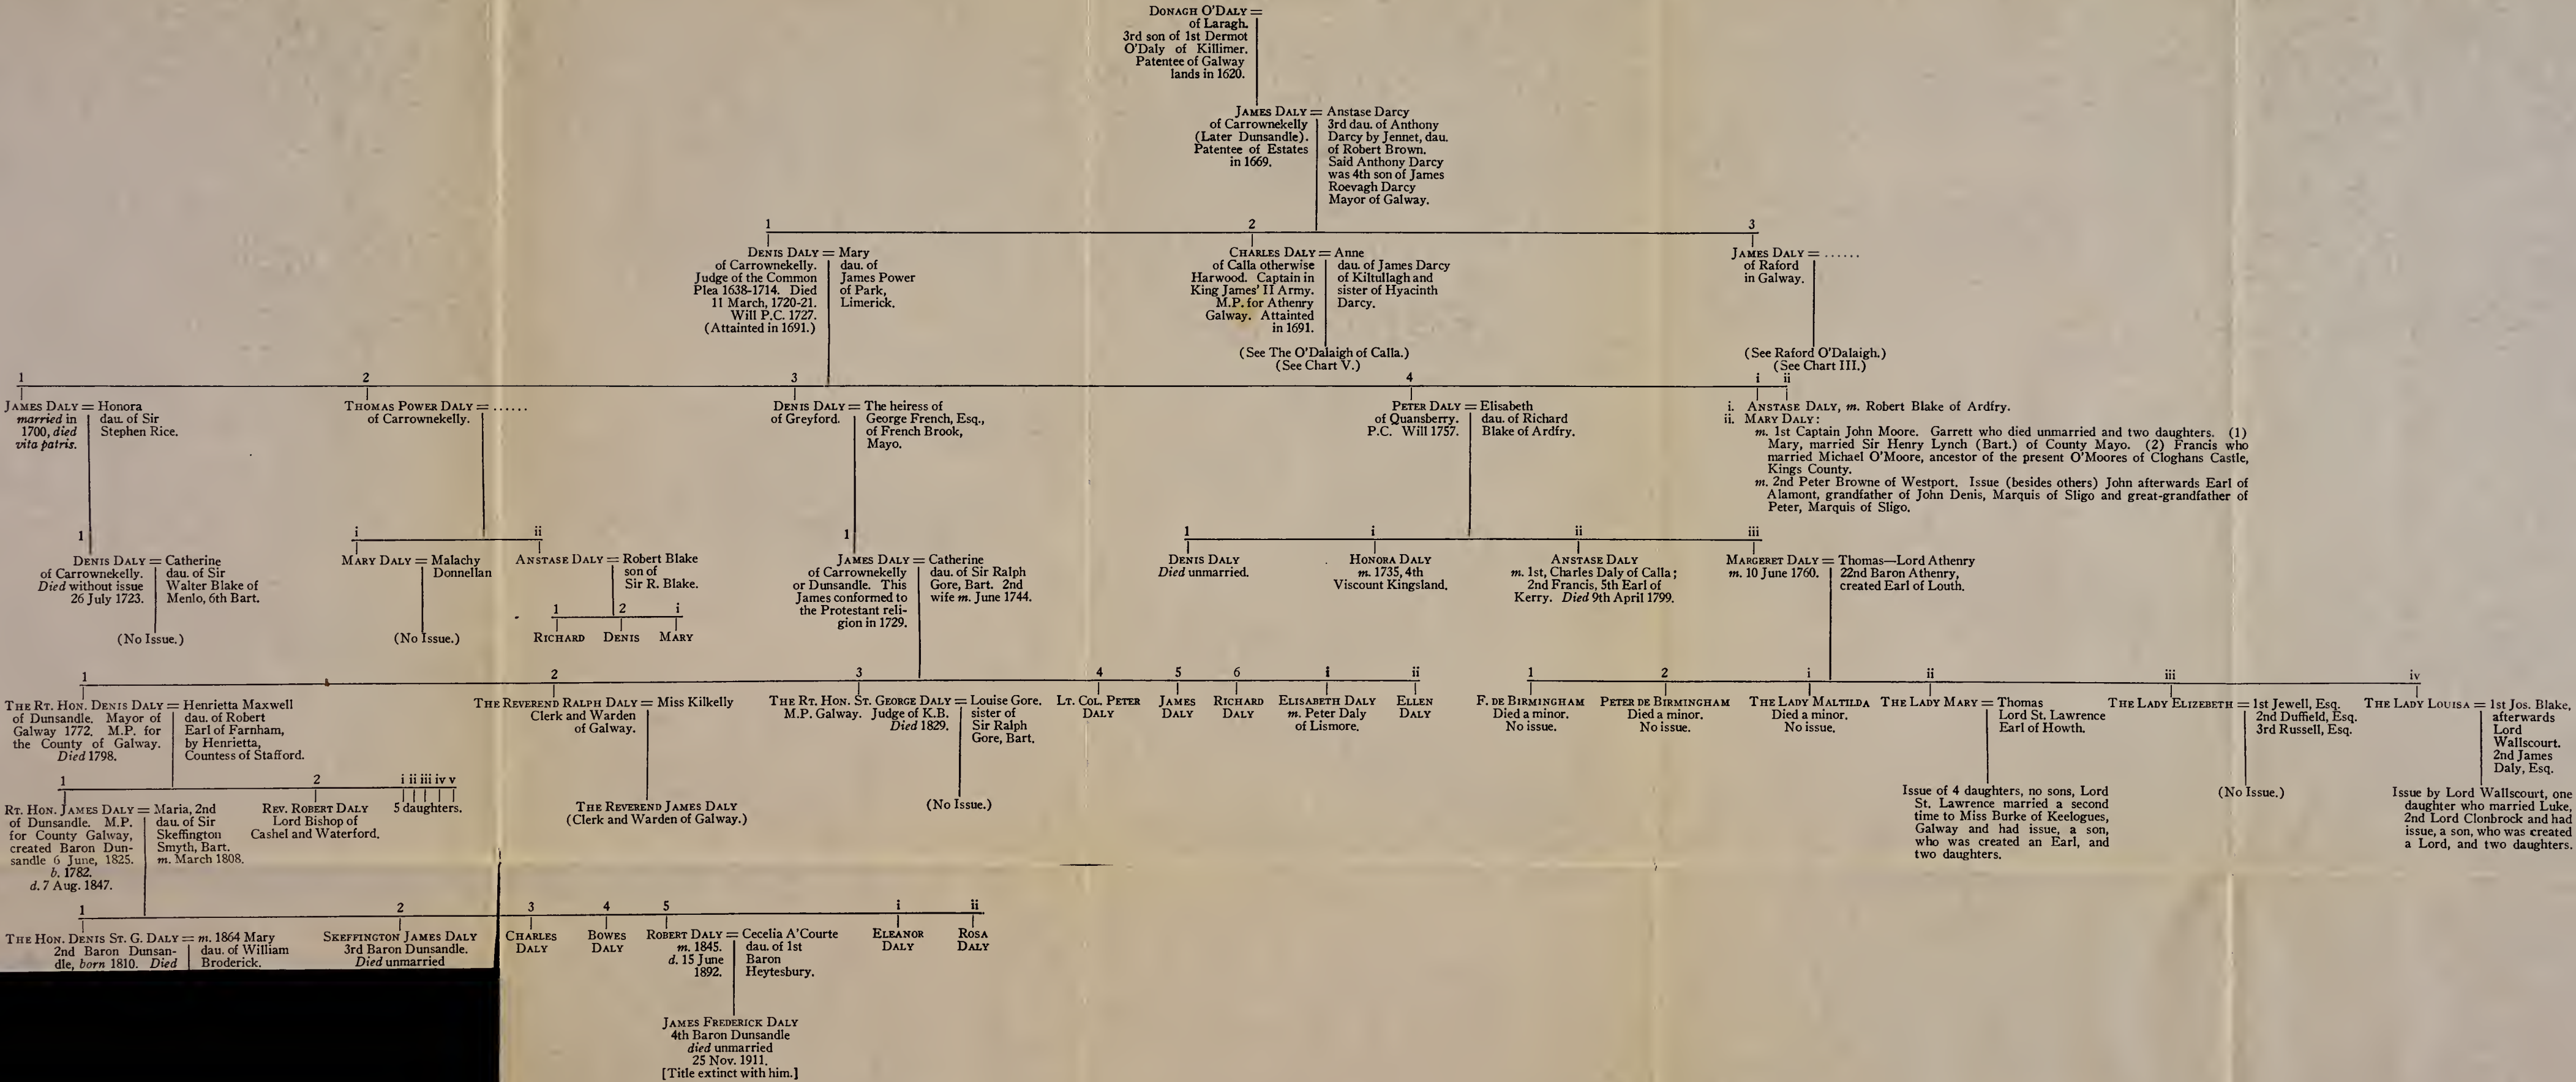 DONAGH O'DALY =
of Laragh.
3rd son of 1st Dermot
O'Daly of Killimer.
Patentee of Galway
lands in 1620.
JAMES DALY =
of Carrownekelly
(Later Dunsandle).
Patentee of Estates
in 1669.
Anstase Darcy
3rd dau. of Anthony
Darcy by Jennet, dau.
of Robert Brown.
Said Anthony Darcy
was 4th son of James
Roevagh Darcy
Mayor of Galway.
1
DENIS DALY =
of Carrownekelly.
Judge of the Common
Plea 1638-1714. Died
11 March, 1720-21.
Will P.C. 1727.
(Attainted in 1691.)
Mary
dau. of
James Power
of Park,
Limerick.
2
CHARLES DALY =
of Calla otherwise
Harwood. Captain in
King James' II Army.
M.P. for Athenry
Galway. Attainted
in 1691.
Anne
dau. of James Darcy
of Kiltullagh and
sister of Hyacinth
Darcy.
(See The O'Dalaigh of Calla.)
(See Chart V.)
3
JAMES DALY = ......
of Raford
in Galway.
(See Raford O'Dalaigh.)
(See Chart III.)
1
JAMES DALY =
married in
1700, died
vita patris.
Honora
dau. of Sir
Stephen Rice.
2
THOMAS POWER DALY = ......
of Carrownekelly.
3
DENIS DALY =
of Greyford.
The heiress of
George French, Esq.,
of French Brook,
Mayo.
4
PETER DALY =
of Quansberry.
P.C. Will 1757.
Elisabeth
dau. of Richard
Blake of Ardfry.
i ii
i. ANSTASE DALY, m. Robert Blake of Ardfry.
ii. MARY DALY:
m. 1st Captain John Moore. Garrett who died unmarried and two daughters. (1)
Mary, married Sir Henry Lynch (Bart.) of County Mayo. (2) Francis who
married Michael O'Moore, ancestor of the present O'Moores of Cloghans Castle,
Kings County.
m. 2nd Peter Browne of Westport. Issue (besides others) John afterwards Earl of
Alamont, grandfather of John Denis, Marquis of Sligo and great-grandfather of
Peter, Marquis of Sligo.
1
DENIS DALY =
of Carrownekelly.
Died without issue
26 July 1723.
Catherine
dau. of Sir
Walter Blake of
Menlo, 6th Bart.
(No Issue.)
i
MARY DALY =
Malachy
Donnellan
(No Issue.)
ii
ANSTASE DALY =
Robert Blake
son of
Sir R. Blake.
1 2 i
RICHARD DENIS MARY
1
JAMES DALY =
of Carrownekelly
or Dunsandle. This
James conformed to
the Protestant reli-
gion in 1729.
Catherine
dau. of Sir Ralph
Gore, Bart. 2nd
wife m. June 1744.
1
DENIS DALY
Died unmarried.
i
HONORA DALY
m. 1735, 4th
Viscount Kingsland.
ii
ANSTASE DALY
m. 1st, Charles Daly of Calla;
2nd Francis, 5th Earl of
Kerry. Died 9th April 1799.
iii
MARGERET DALY =
m. 10 June 1760.
Thomas—Lord Athenry
22nd Baron Athenry,
created Earl of Louth.
1
THE RT. HON. DENIS DALY =
of Dunsandle. Mayor of
Galway 1772. M.P. for
the County of Galway.
Died 1798.
Henrietta Maxwell
dau. of Robert
Earl of Farnham,
by Henrietta,
Countess of Stafford.
2
THE REVEREND RALPH DALY = Miss Kilkelly
Clerk and Warden
of Galway.
THE REVEREND JAMES DALY
(Clerk and Warden of Galway.)
3
THE RT. HON. ST. GEORGE DALY =
M.P. Galway. Judge of K.B.
Died 1829.
Louise Gore.
sister of
Sir Ralph
Gore, Bart.
(No Issue.)
4
LT. COL. PETER
DALY
5
JAMES
DALY
6
RICHARD
DALY
i
ELISABETH DALY
m. Peter Daly
of Lismore.
ii
ELLEN
DALY
1
F. DE BIRMINGHAM
Died a minor.
No issue.
2
PETER DE BIRMINGHAM
Died a minor.
No issue.
i
THE LADY MALTILDA
Died a minor.
No issue.
ii
THE LADY MARY =
Thomas
Lord St. Lawrence
Earl of Howth.
Issue of 4 daughters, no sons, Lord
St. Lawrence married a second
time to Miss Burke of Keelogues,
Galway and had issue, a son,
who was created an Earl, and
two daughters.
iii
THE LADY ELIZEBETH =
1st Jewell, Esq.
2nd Duffield, Esq.
3rd Russell, Esq.
(No Issue.)
iv
THE LADY LOUISA =
1st Jos. Blake,
afterwards
Lord
Wallscourt.
2nd James
Daly, Esq.
Issue by Lord Wallscourt, one
daughter who married Luke,
2nd Lord Clonbrock and had
issue, a son, who was created
a Lord, and two daughters.
1
RT. HON. JAMES DALY =
of Dunsandle. M.P.
for County Galway,
created Baron Dun-
sandle 6 June, 1825.
b. 1782.
d. 7 Aug. 1847.
Maria, 2nd
dau. of Sir
Skeffington
Smyth, Bart.
m. March 1808.
2
REV. ROBERT DALY
Lord Bishop of
Cashel and Waterford.
i ii iii iv v
5 daughters.
1
THE HON. DENIS ST. G. DALY =
2nd Baron Dunsan-
dle, born 1810. Died
m. 1864 Mary
dau. of William
Broderick.
2
SKEFFINGTON JAMES DALY
3rd Baron Dunsandle.
Died unmarried
3
CHARLES
DALY
4
BOWES
DALY
5
ROBERT DALY =
m. 1845.
d. 15 June
1892.
Cecelia A'Courte
dau. of 1st
Baron
Heytesbury.
i
ELEANOR
DALY
ii
ROSA
DALY
JAMES FREDERICK DALY
4th Baron Dunsandle
died unmarried
25 Nov. 1911.
[Title extinct with him.]